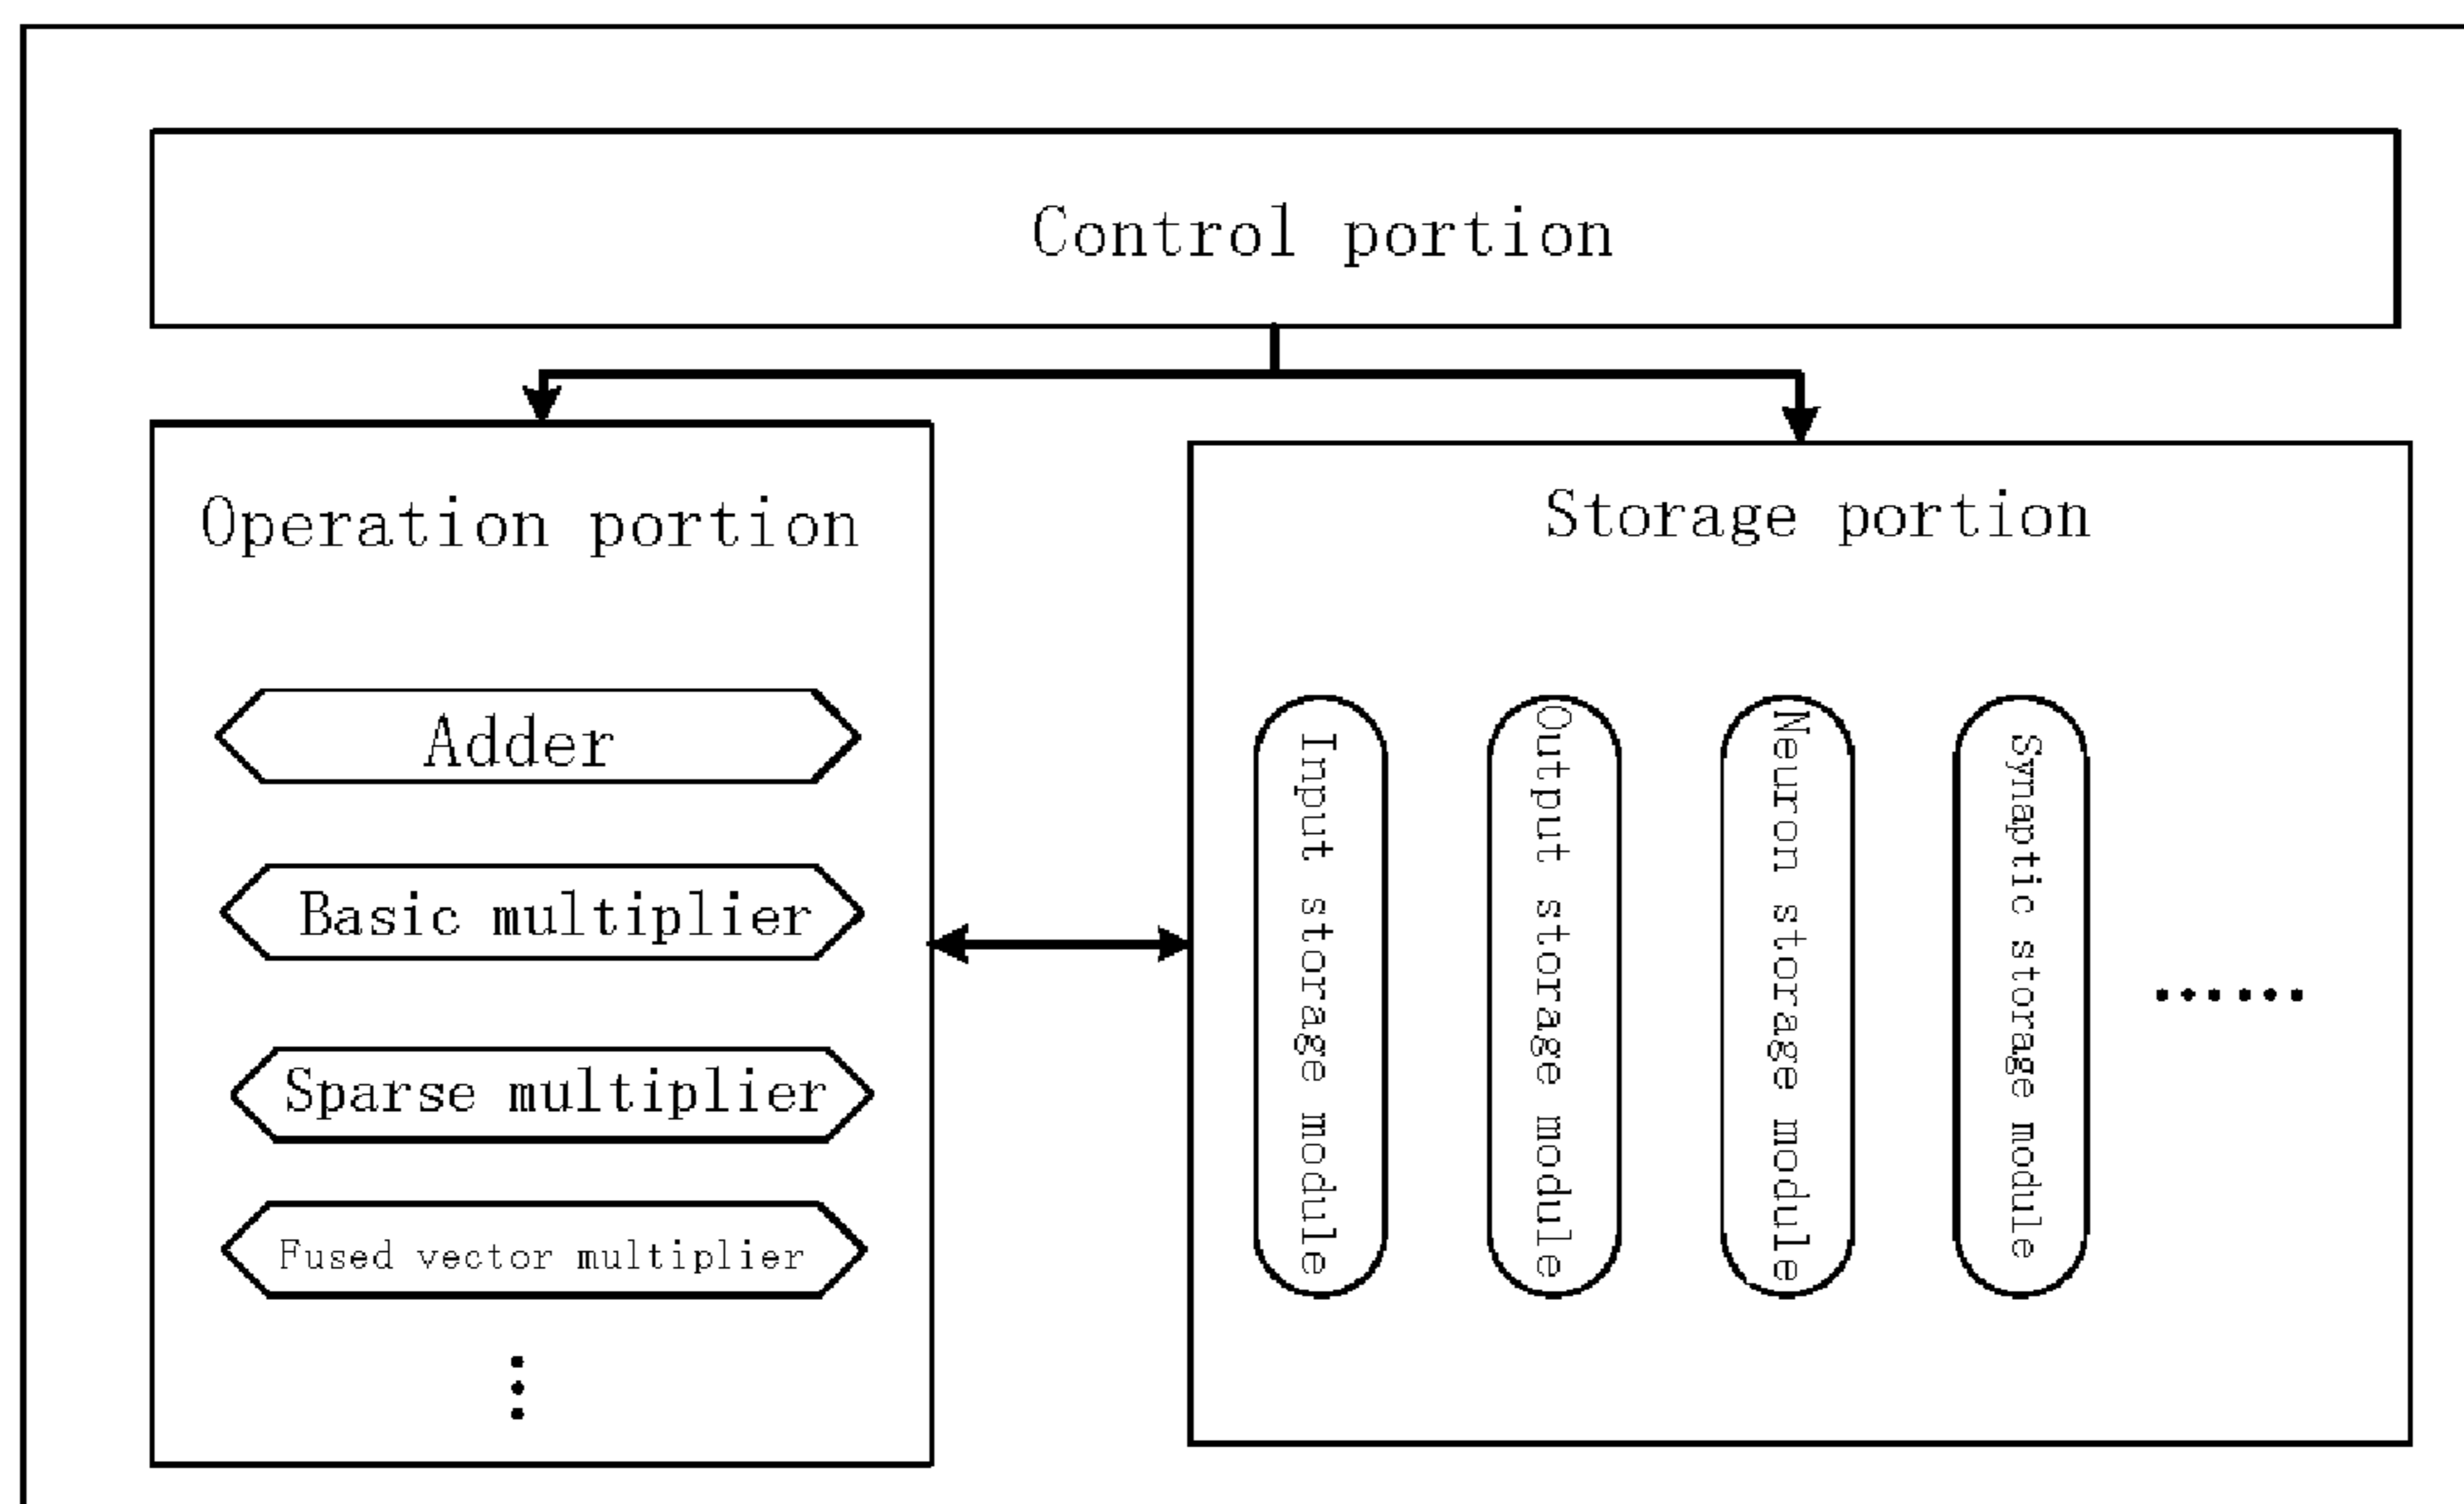 Control portion
Operation portion
Adder
Basic multiplier
Sparse multiplier
Fused vector multiplier
Storage portion
Input storage module
Output storage module
Neuron storage module
Synaptic storage module